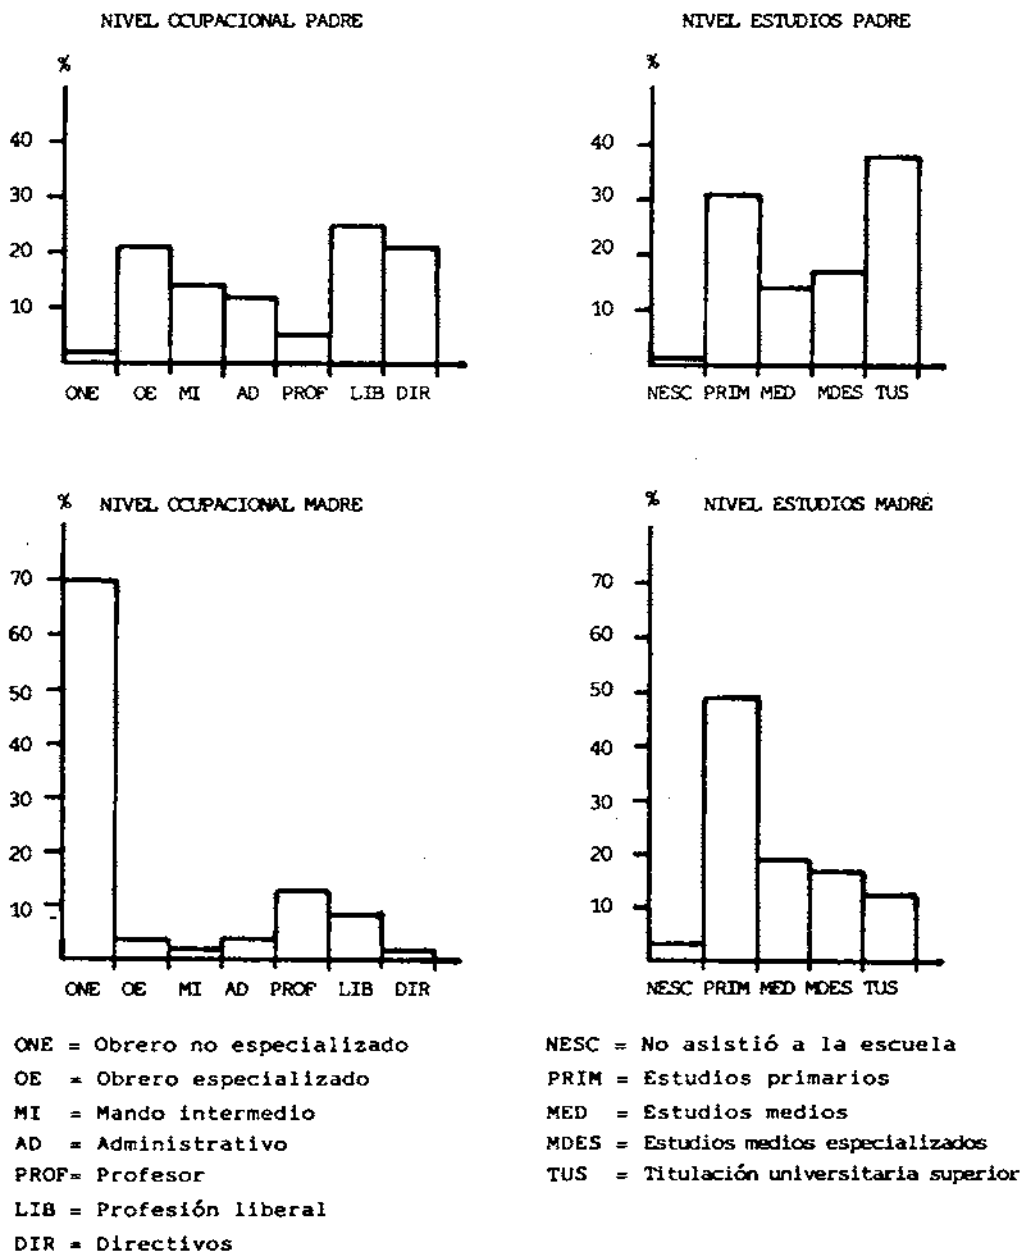 NIVEL OCUPACIONAL PADRE
%
40
30
20
10
ONE OE MI AD PROF LIB DIR
NIVEL ESTUDIOS PADRE
%
40
30
20
10
NESC PRIM MED MDES TUS
% NIVEL OCUPACIONAL MADRE
70
60
50
40
30
20
10
ONE OE MI AD PROF LIB DIR
% NIVEL ESTUDIOS MADRE
70
60
50
40
30
20
10
NESC PRIM MED MDES TUS
ONE = Obrero no especializado
OE = Obrero especializado
MI = Mando intermedio
AD = Administrativo
PROF= Profesor
LIB = Profesión liberal
DIR = Directivos
NESC = No asistió a la escuela
PRIM = Estudios primarios
MED = Estudios medios
MDES = Estudios medios especializados
TUS = Titulación universitaria superior